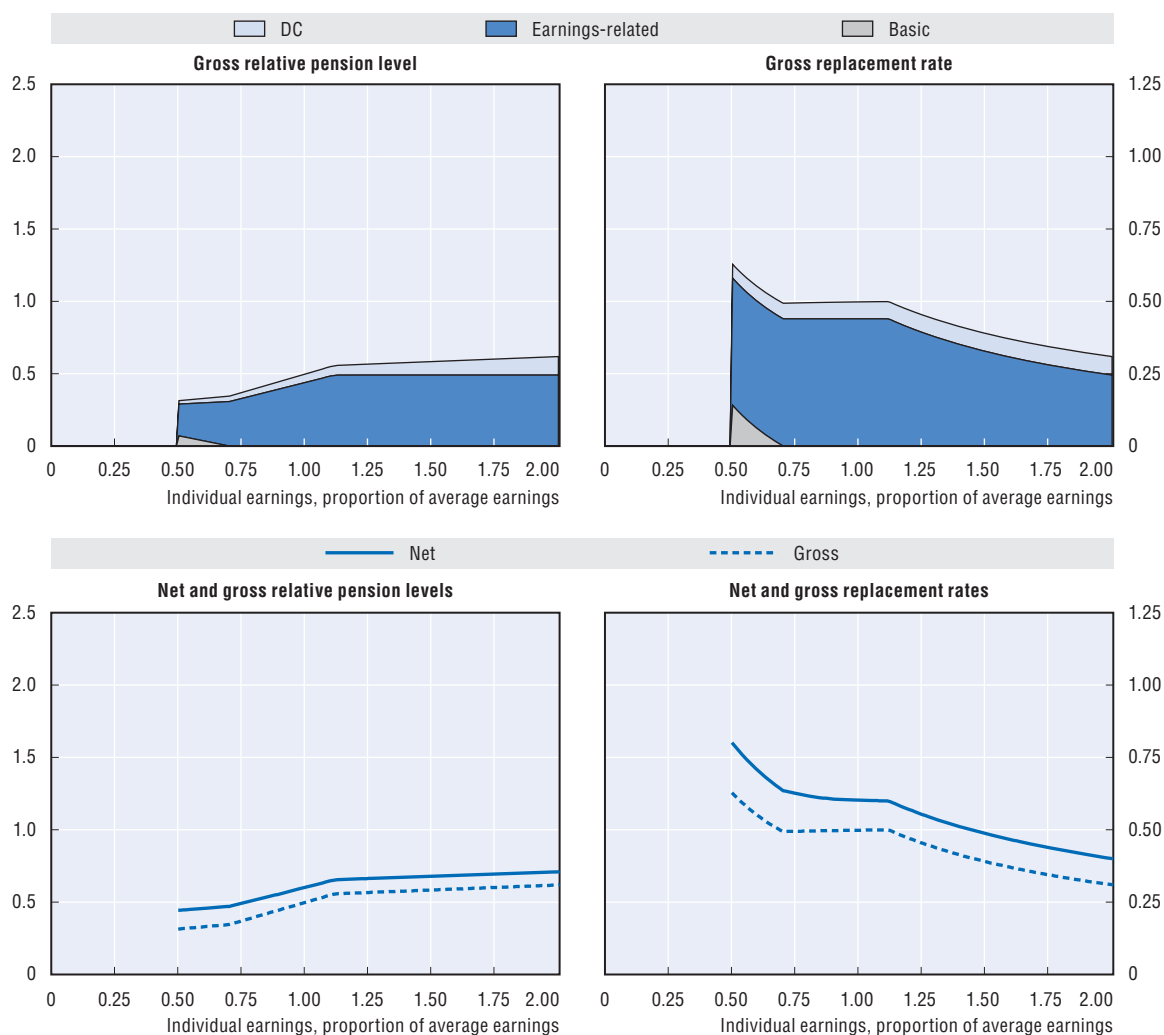 DC Earnings-related Basic
Gross relative pension level Gross replacement rate
2.5 1.25
2.0 1.00
1.5 0.75
1.0 0.50
0.5 0.25
0 0
0 0.25 0.50 0.75 1.00 1.25 1.50 1.75 2.00 0 0.25 0.50 0.75 1.00 1.25 1.50 1.75 2.00
Individual earnings, proportion of average earnings Individual earnings, proportion of average earnings
Net Gross
Net and gross relative pension levels Net and gross replacement rates
2.5 1.25
2.0 1.00
1.5 0.75
1.0 0.50
0.5 0.25
0 0
0 0.25 0.50 0.75 1.00 1.25 1.50 1.75 2.00 0 0.25 0.50 0.75 1.00 1.25 1.50 1.75 2.00
Individual earnings, proportion of average earnings Individual earnings, proportion of average earnings